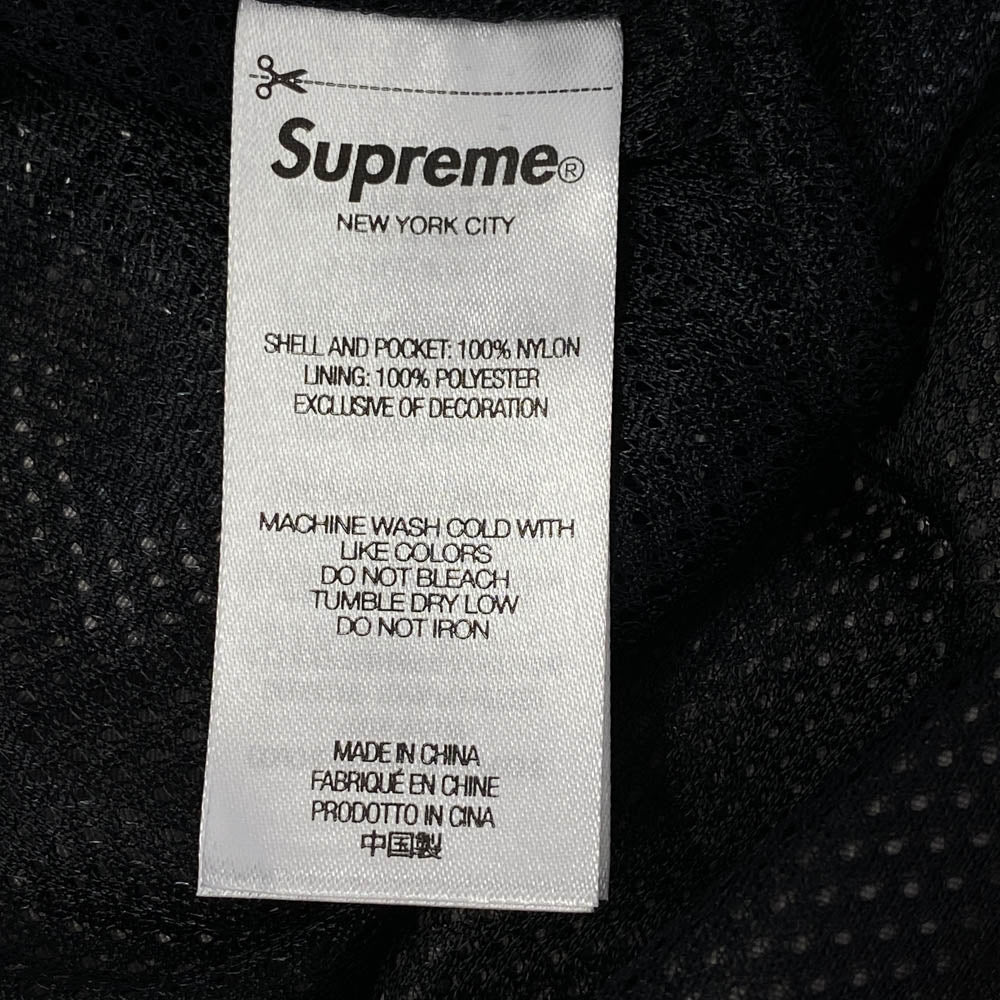 Supreme®
NEW YORK CITY
SHELL AND POCKET: 100% NYLON
LINING: 100% POLYESTER
EXCLUSIVE OF DECORATION
MACHINE WASH COLD WITH
LIKE COLORS
DO NOT BLEACH
TUMBLE DRY LOW
DO NOT IRON
MADE IN CHINA
FABRIQUÉ EN CHINE
PRODOTTO IN CINA
中国製